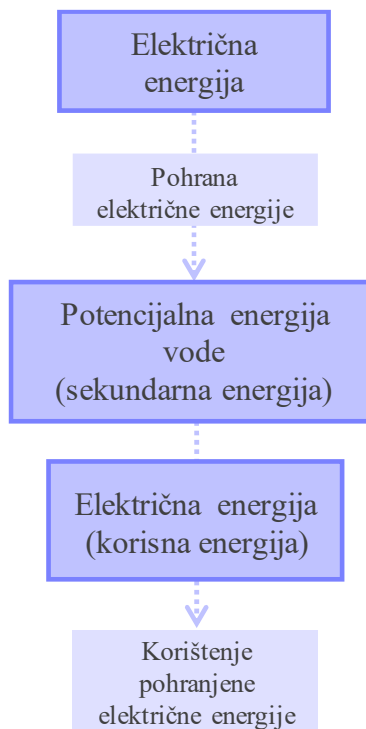 Električna
energija
Pohrana
električne energije
Potencijalna energija
vode
(sekundarna energija)
Električna energija
(korisna energija)
Korištenje
pohranjene
električne energije